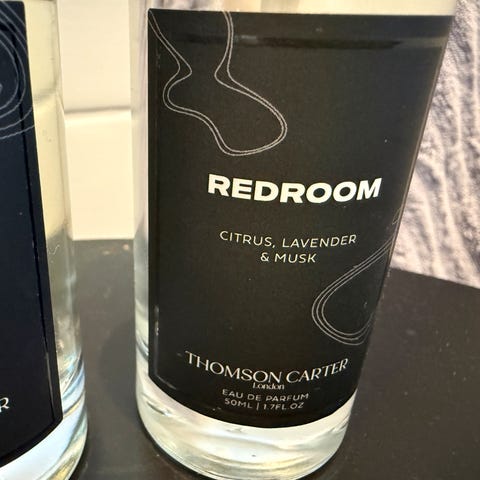 REDROOM
CITRUS, LAVENDER
& MUSK
THOMSON CARTER
London
EAU DE PARFUM
50ML | 1.7FL OZ
R